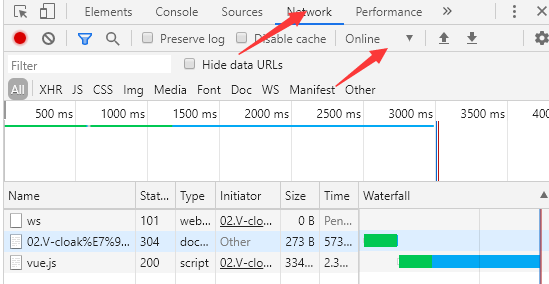 Elements Console Sources Network Performance »
Preserve log Disable cache Online
Filter Hide data URLs
All XHR JS CSS Img Media Font Doc WS Manifest Other
500 ms 1000 ms 1500 ms 2000 ms 2500 ms 3000 ms 3500 ms 400
Name Stat... Type Initiator Size Time Waterfall
ws 101 web... 02.V-clo... 0 B Pen...
02.V-cloak%E7%9... 304 doc... Other 273 B 573...
vue.js 200 script 02.V-clo... 334... 2.3...